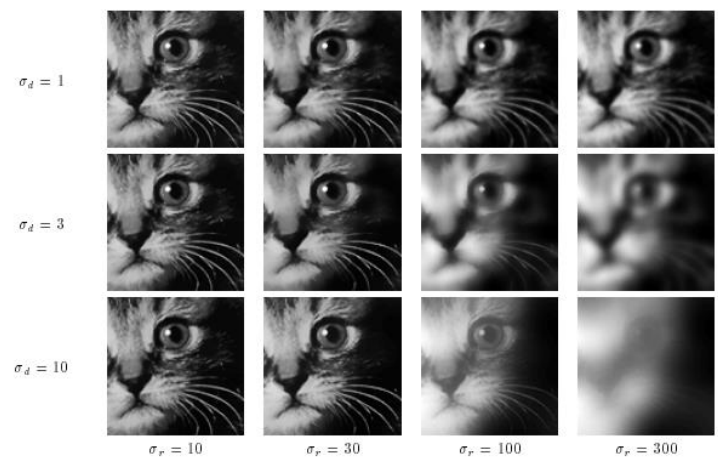 σd = 1
σd = 3
σd = 10
σr = 10 σr = 30 σr = 100 σr = 300